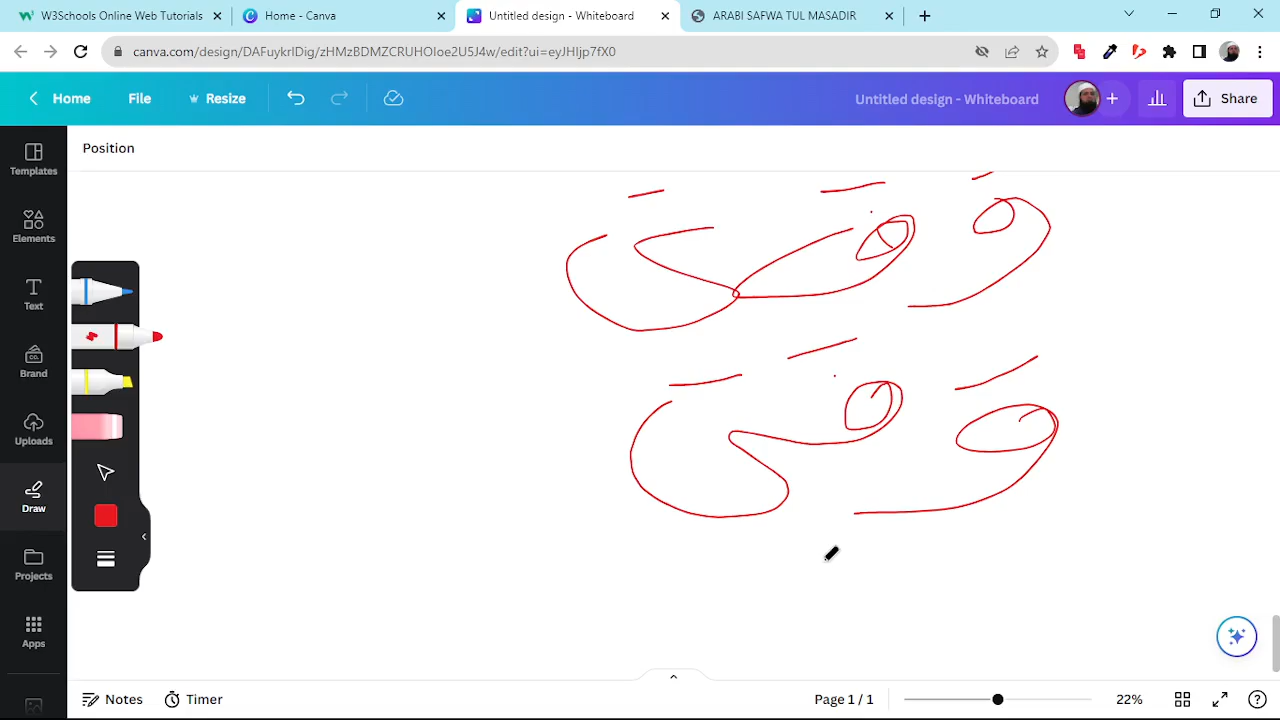 W3Schools Online Web Tutorials
Home - Canva
Untitled design - Whiteboard
ARABI SAFWA TUL MASADIR
canva.com/design/DAFuykrIDig/zHMzBDMZCRUHOIoe2U5J4w/edit?ui=eyJHIjp7fX0
Home File Resize
Untitled design - Whiteboard
Share
Templates
Elements
Text
Brand
Uploads
Draw
Projects
Apps
Position
وَفَىَ
Notes Timer
Page 1 / 1
22%